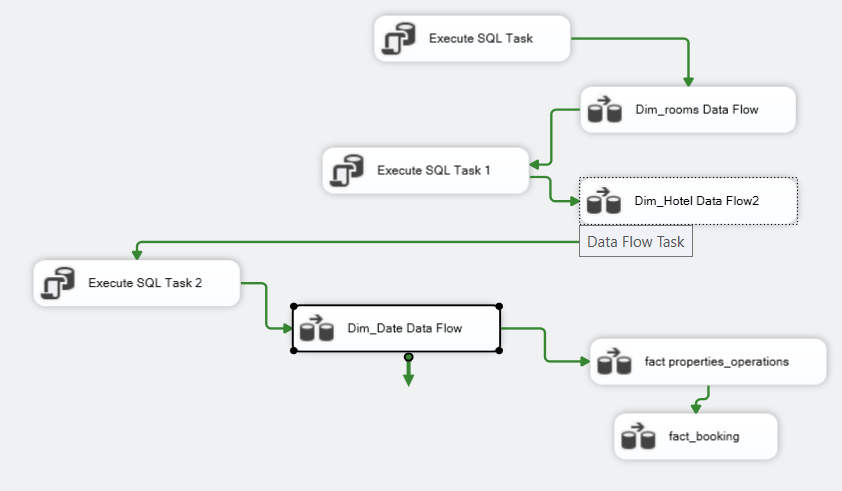 Execute SQL Task
Dim_rooms Data Flow
Execute SQL Task 1
Dim_Hotel Data Flow2
Data Flow Task
Execute SQL Task 2
Dim_Date Data Flow
fact properties_operations
fact_booking